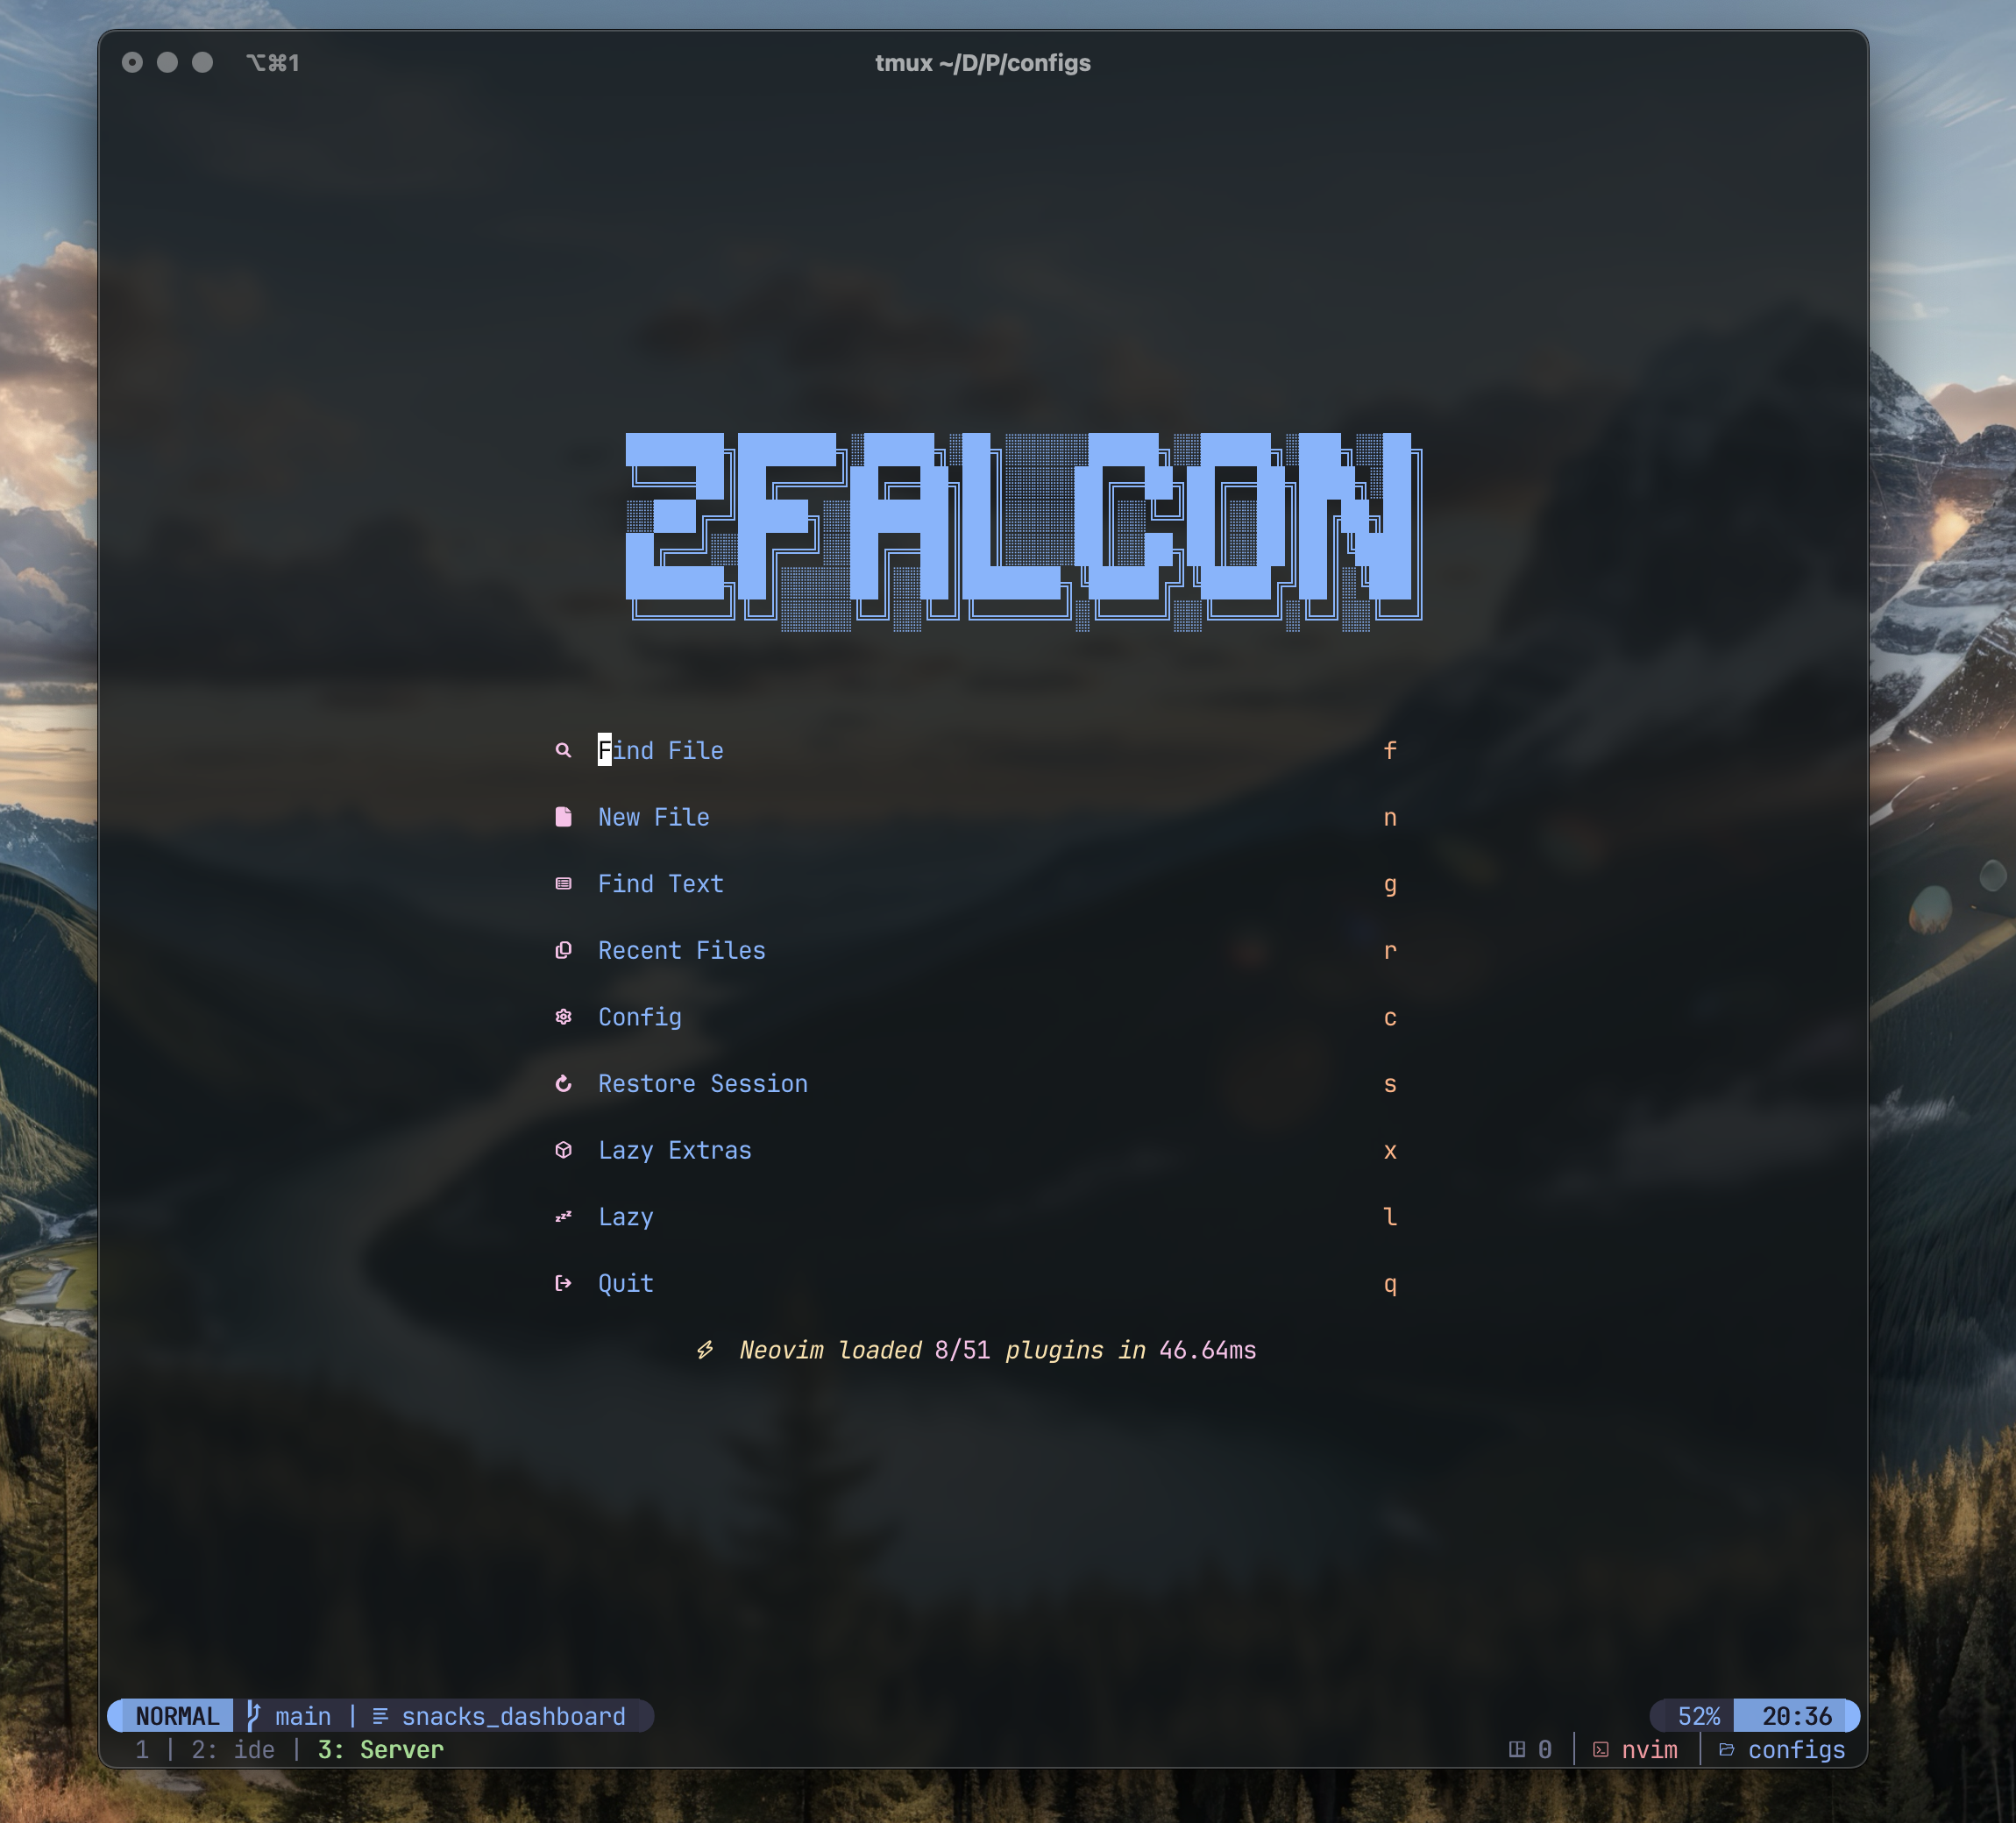 ⌥⌘1 tmux ~/D/P/configs
ZFALCON
Find File f
New File n
Find Text g
Recent Files r
Config c
Restore Session s
Lazy Extras x
Lazy l
Quit q
Neovim loaded 8/51 plugins in 46.64ms
NORMAL main | snacks_dashboard 52% 20:36
1 | 2: ide | 3: Server 0 | nvim | configs